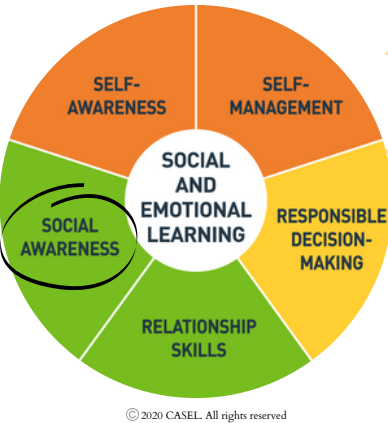 SELF-
AWARENESS
SELF-
MANAGEMENT
SOCIAL
AND
EMOTIONAL
LEARNING
SOCIAL
AWARENESS
RESPONSIBLE
DECISION-
MAKING
RELATIONSHIP
SKILLS
Ⓒ 2020 CASEL. All rights reserved